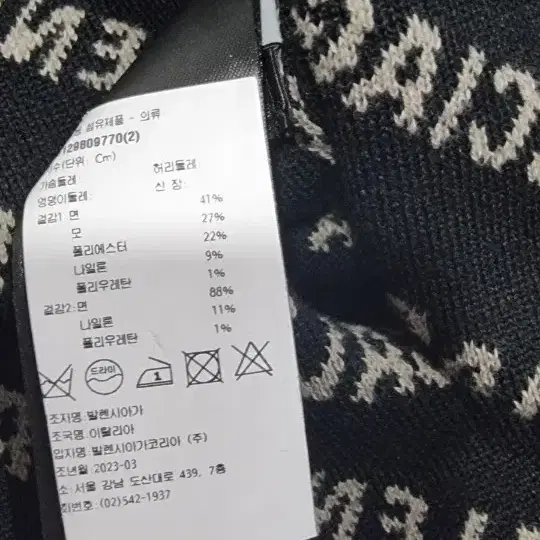 섬유제품 - 의류
129809770(2)
수(단위: Cm)
가슴둘레: 허리둘레:
엉덩이둘레: 신 장:
겉감1 면 41%
모 27%
폴리에스터 22%
나일론 9%
폴리우레탄 1%
겉감2:면 88%
나일론 11%
폴리우레탄 1%
드라이
1
조자명:발렌시아가
조국명:이탈리아
입자명:발렌시아가코리아 (주)
조년월:2023-03
소:서울 강남 도산대로 439, 7층
화번호:(02)542-1937